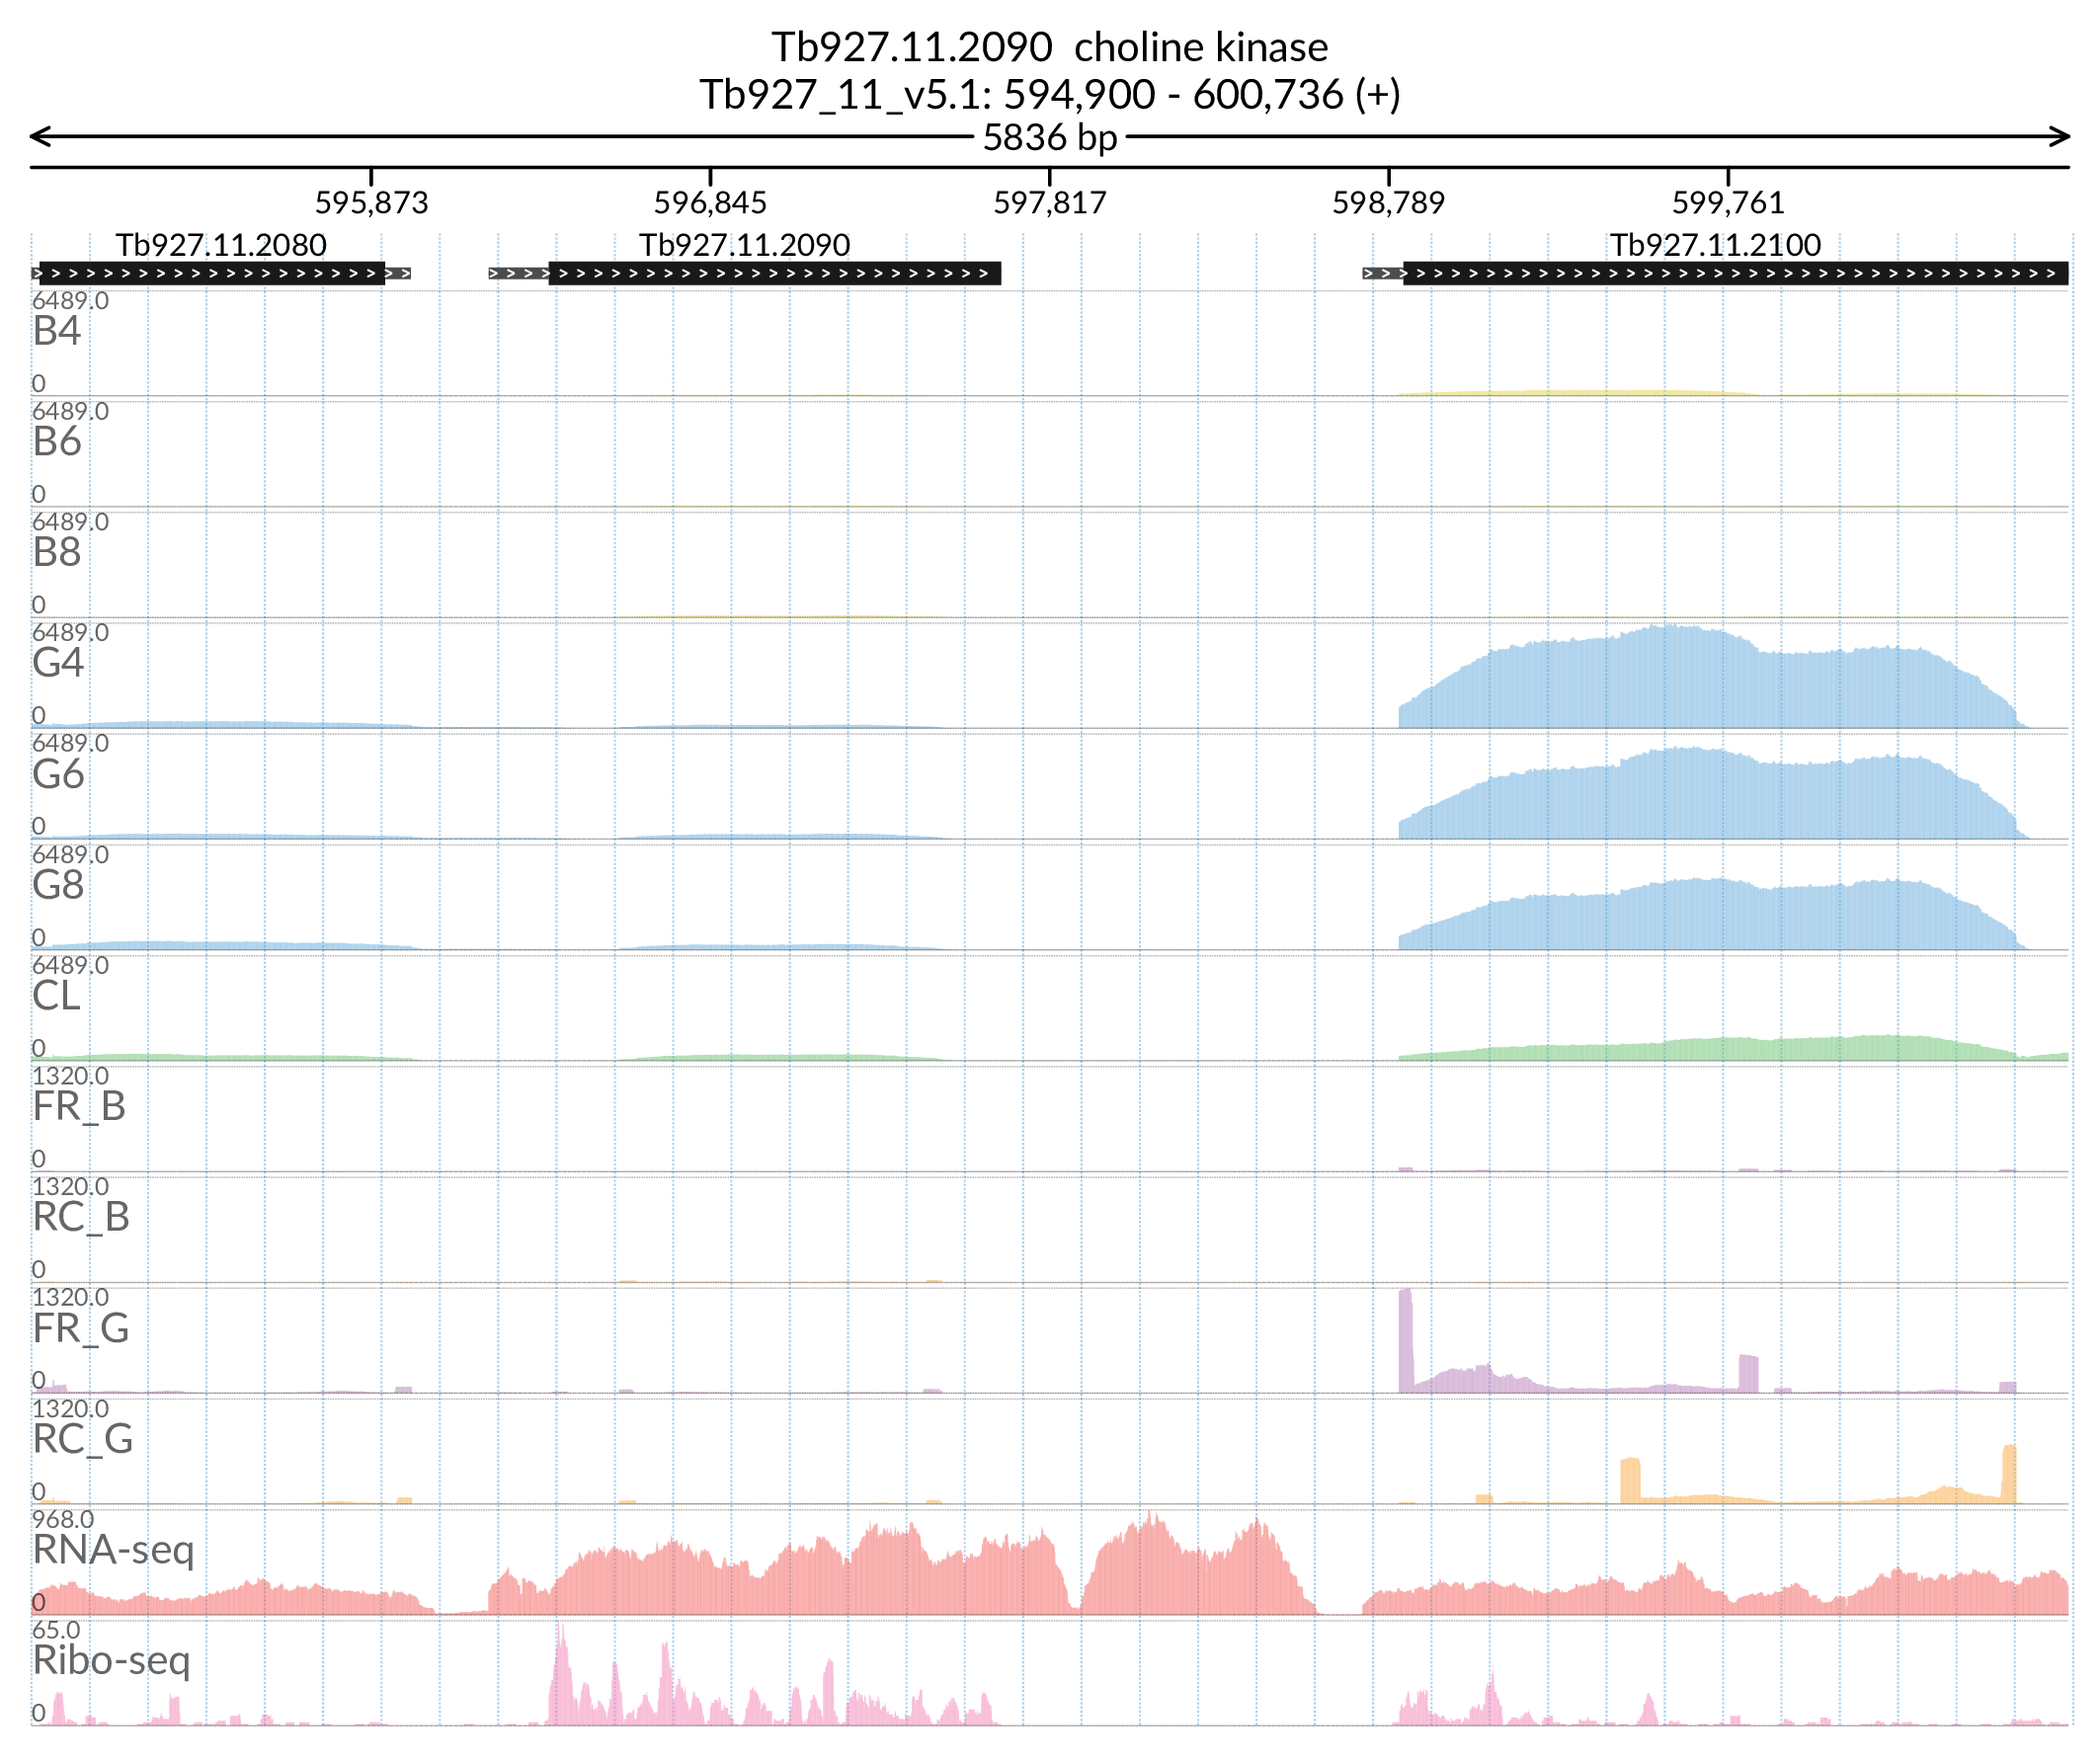 Tb927.11.2090  choline kinase
Tb927_11_v5.1: 594,900 - 600,736 (+)
5836 bp
595,873 596,845 597,817 598,789 599,761
Tb927.11.2080 Tb927.11.2090 Tb927.11.2100
6489.0
B4
0
6489.0
B6
0
6489.0
B8
0
6489.0
G4
0
6489.0
G6
0
6489.0
G8
0
6489.0
CL
0
1320.0
FR_B
0
1320.0
RC_B
0
1320.0
FR_G
0
1320.0
RC_G
0
968.0
RNA-seq
0
65.0
Ribo-seq
0